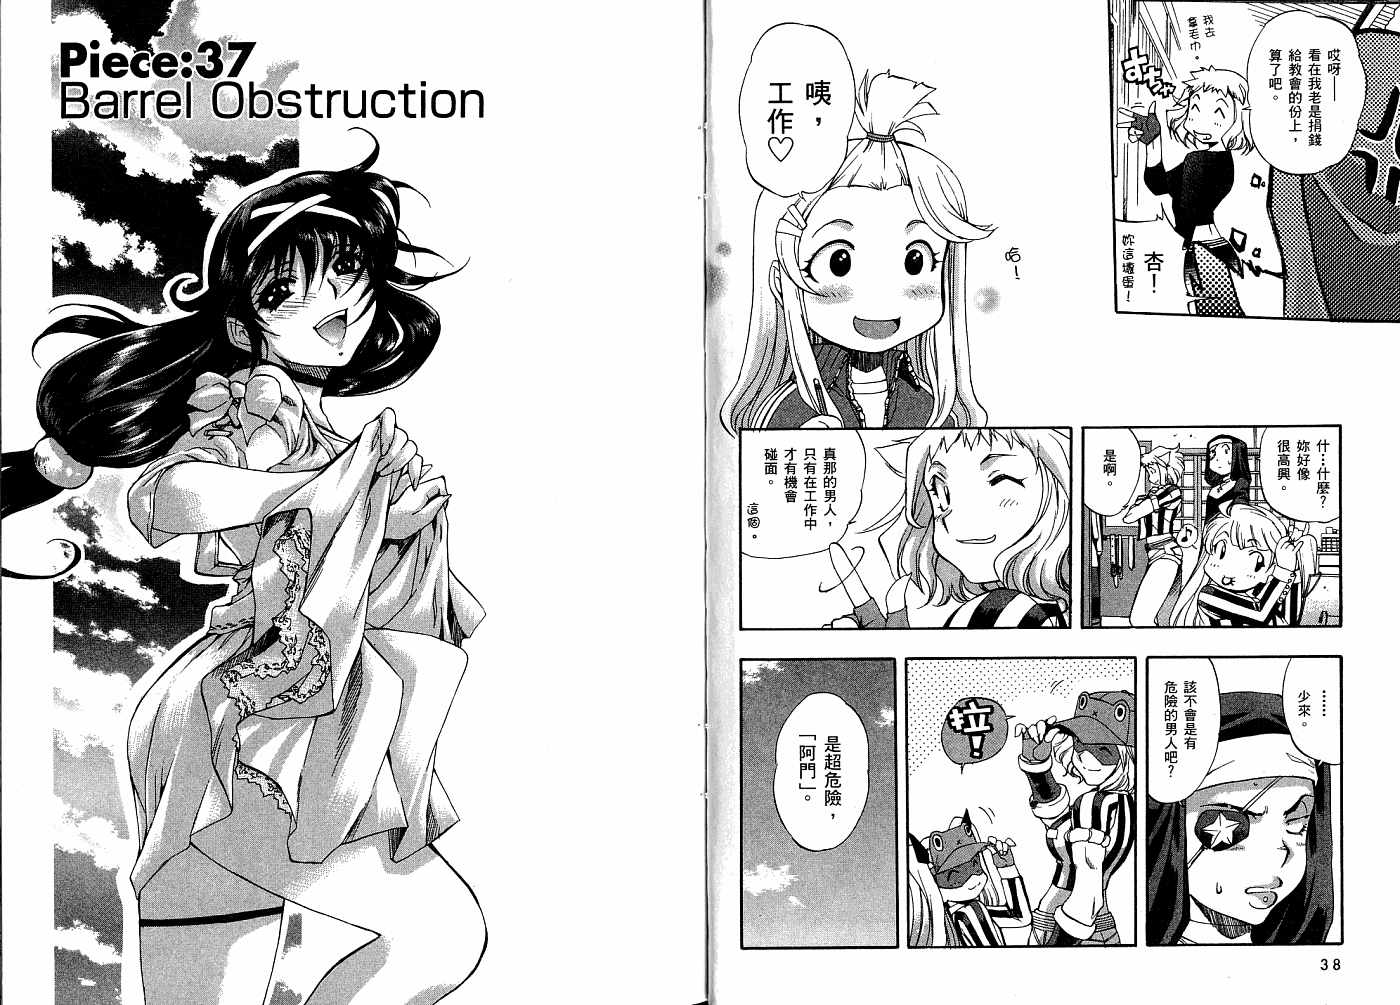 哎呀——
看在我老是捐錢
給教會的份上，
算了吧。
我去
拿毛巾。
杏！
妳這壞蛋！
咦，
工作♡
哈！
什…什麼？
妳好像
很高興。
是啊。
真那的男人，
只有在工作中
才有機會
碰面。
這個。
……
少來。
該不會是有
危險的男人吧？
拉！
是超危險，
「阿門」。
38
Piece:37
Barrel Obstruction